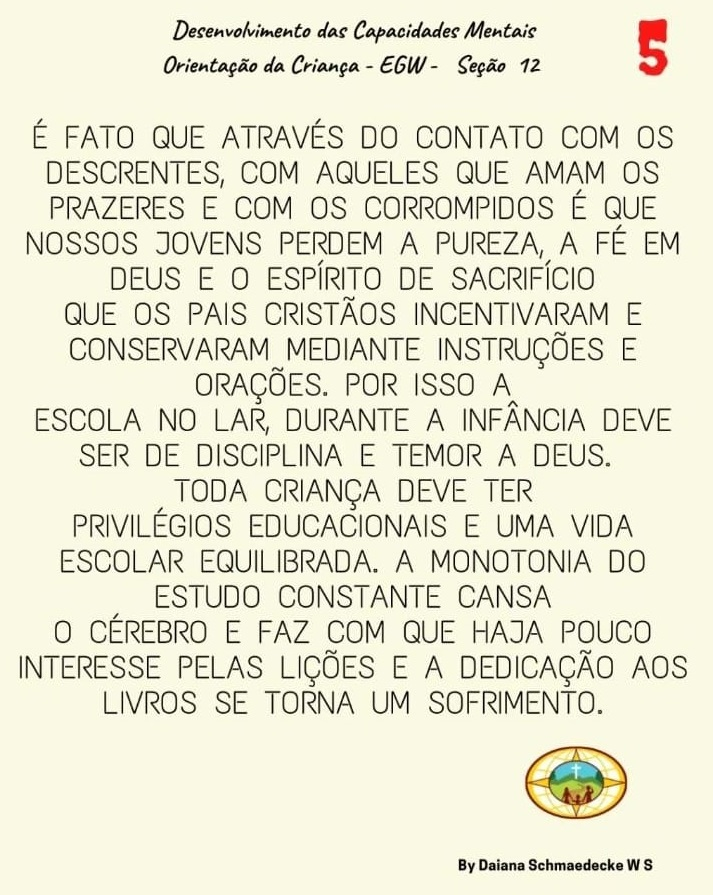 Desenvolvimento das Capacidades Mentais
Orientação da Criança - EGW - Seção 12
5
É FATO QUE ATRAVÉS DO CONTATO COM OS
DESCRENTES, COM AQUELES QUE AMAM OS
PRAZERES E COM OS CORROMPIDOS É QUE
NOSSOS JOVENS PERDEM A PUREZA, A FÉ EM
DEUS E O ESPÍRITO DE SACRIFÍCIO
QUE OS PAIS CRISTÃOS INCENTIVARAM E
CONSERVARAM MEDIANTE INSTRUÇÕES E
ORAÇÕES. POR ISSO A
ESCOLA NO LAR, DURANTE A INFÂNCIA DEVE
SER DE DISCIPLINA E TEMOR A DEUS.
TODA CRIANÇA DEVE TER
PRIVILÉGIOS EDUCACIONAIS E UMA VIDA
ESCOLAR EQUILIBRADA. A MONOTONIA DO
ESTUDO CONSTANTE CANSA
O CÉREBRO E FAZ COM QUE HAJA POUCO
INTERESSE PELAS LIÇÕES E A DEDICAÇÃO AOS
LIVROS SE TORNA UM SOFRIMENTO.
By Daiana Schmaedecke W S